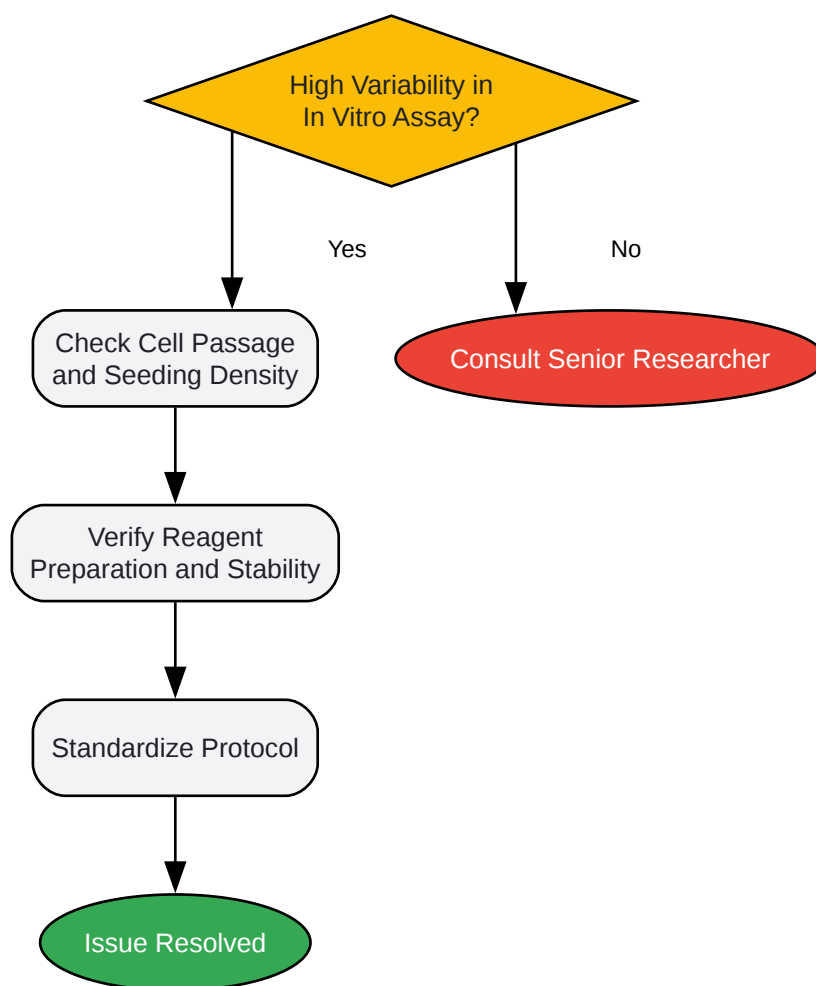 High Variability in
In Vitro Assay?
Yes
No
Check Cell Passage
and Seeding Density
Consult Senior Researcher
Verify Reagent
Preparation and Stability
Standardize Protocol
Issue Resolved